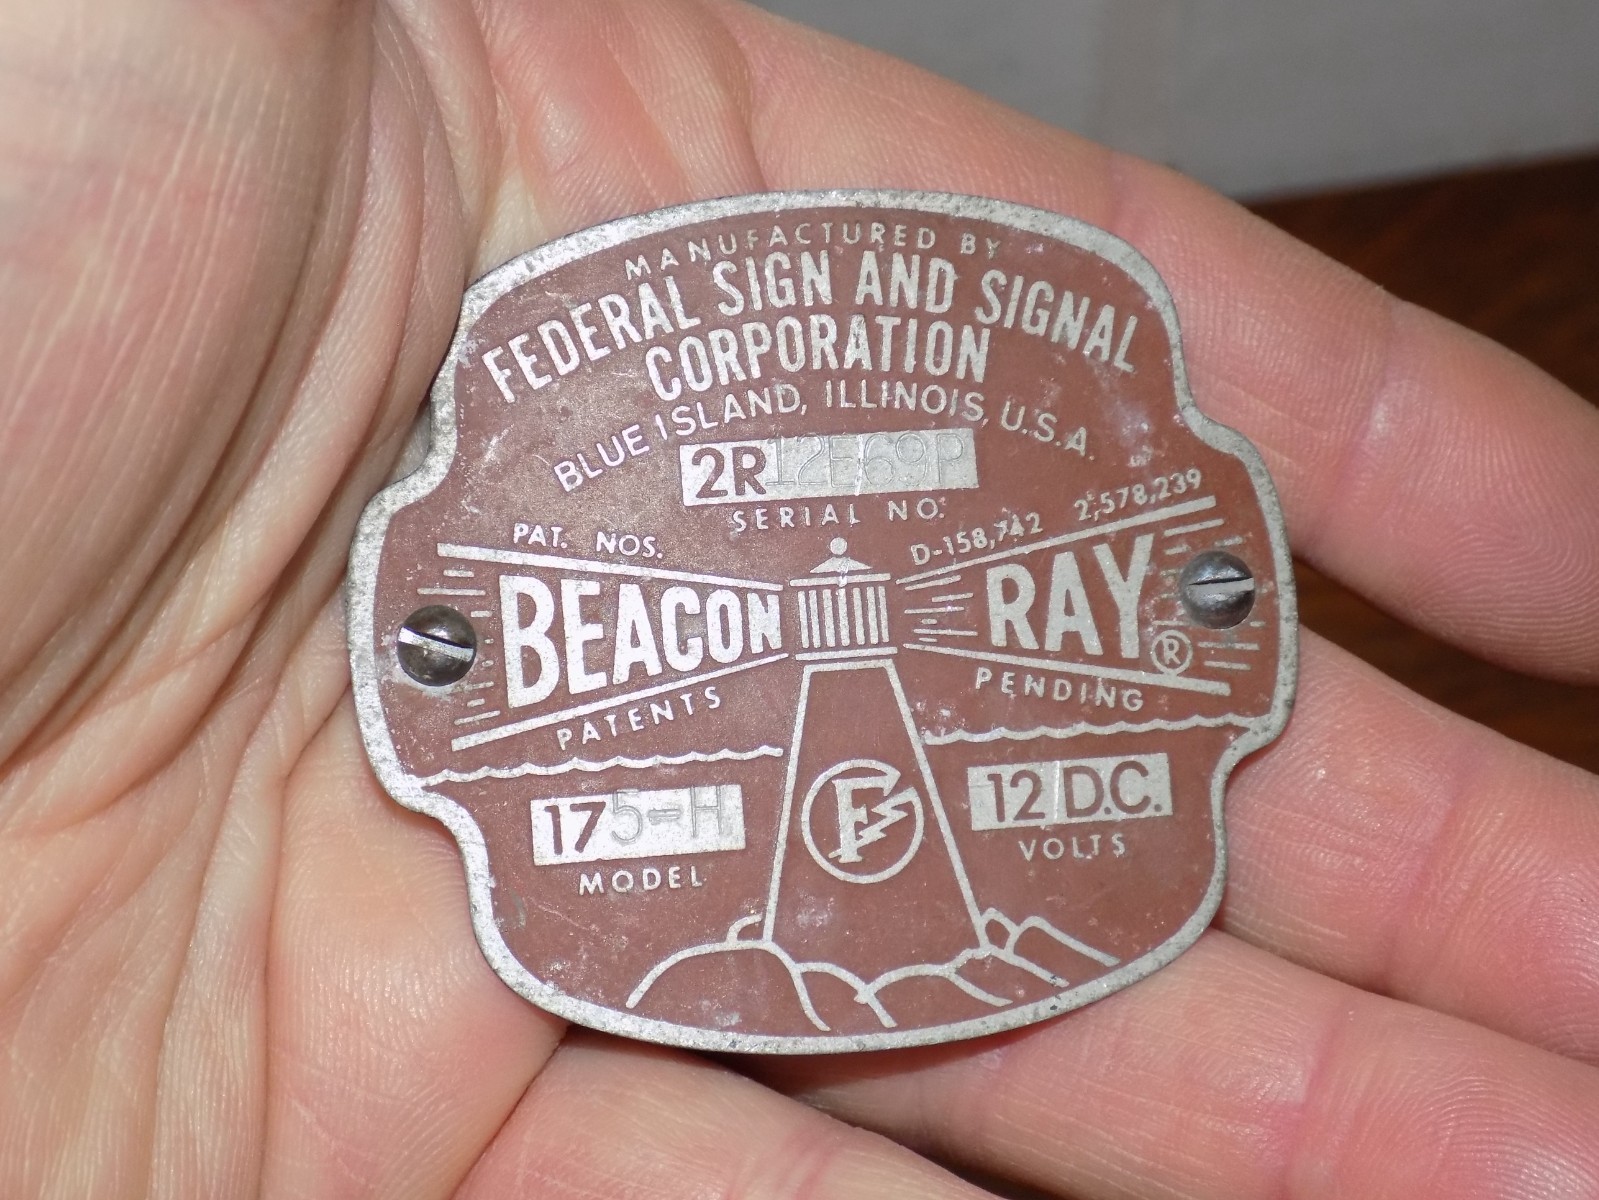 MANUFACTURED BY
FEDERAL SIGN AND SIGNAL
CORPORATION
BLUE ISLAND, ILLINOIS, U.S.A.
2R12E69P
SERIAL NO.
PAT. NOS. D-158,742 2,578,239
BEACON RAY®
PATENTS PENDING
F
175-H 12 D.C.
MODEL VOLTS